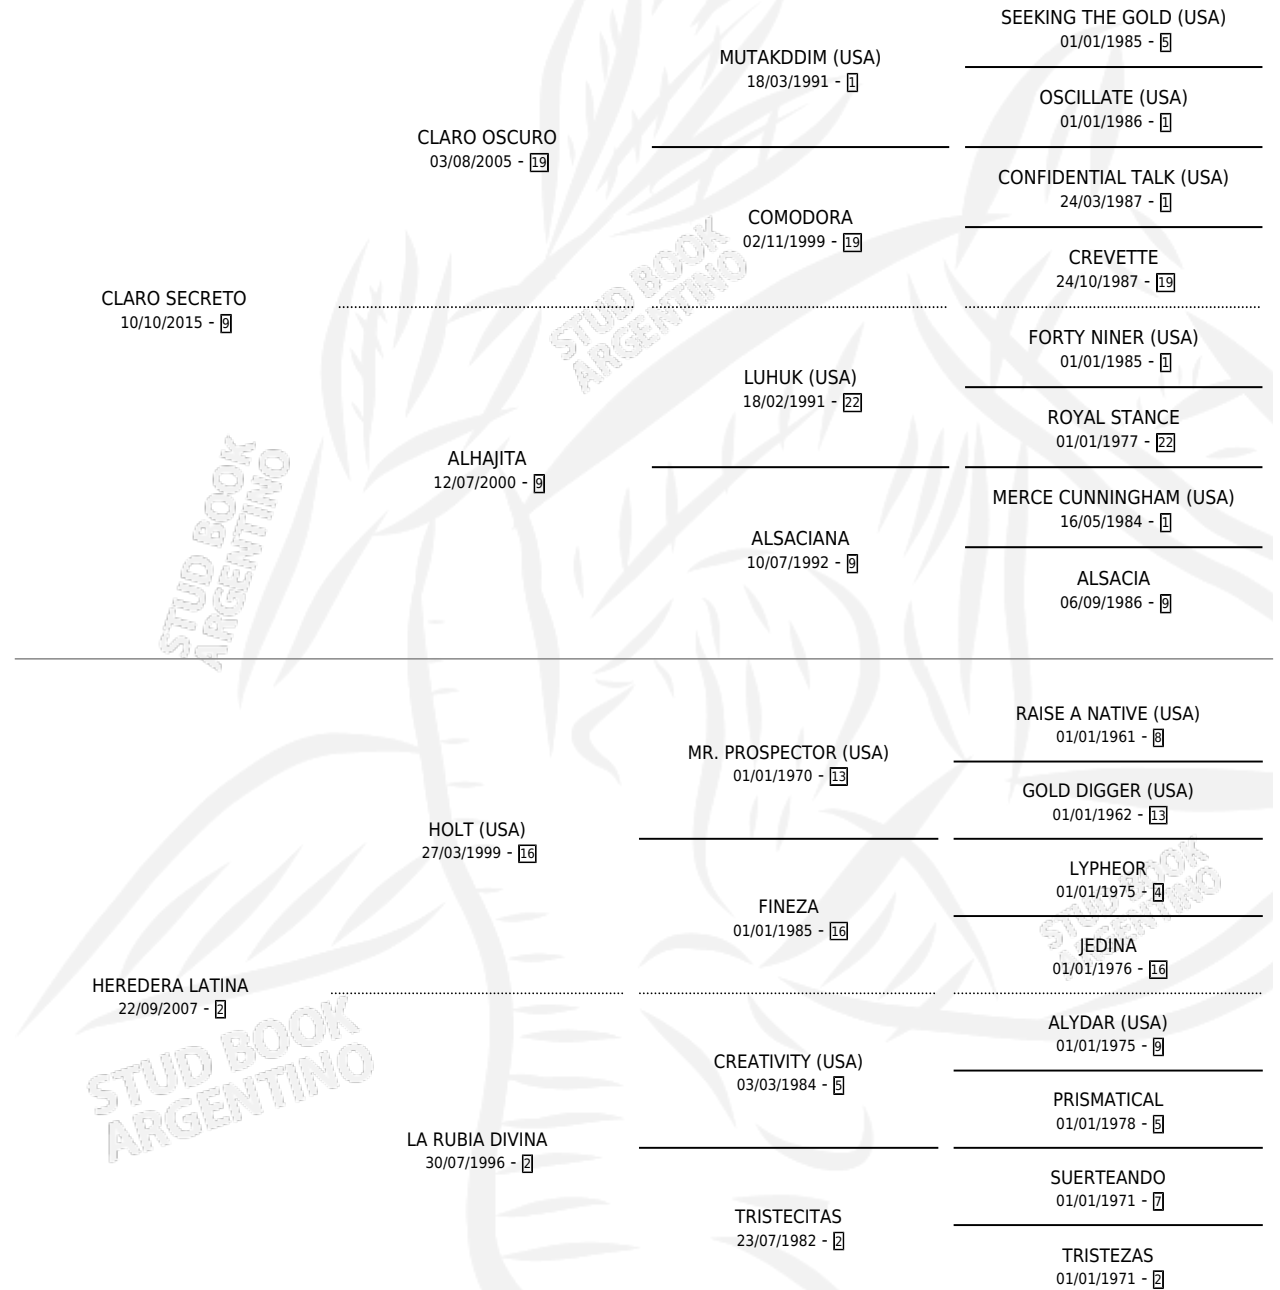 SEEKING THE GOLD (USA)
01/01/1985 - 5
MUTAKDDIM (USA)
18/03/1991 - 1
OSCILLATE (USA)
01/01/1986 - 1
CLARO OSCURO
03/08/2005 - 19
CONFIDENTIAL TALK (USA)
24/03/1987 - 1
COMODORA
02/11/1999 - 19
CREVETTE
24/10/1987 - 19
CLARO SECRETO
10/10/2015 - 9
FORTY NINER (USA)
01/01/1985 - 1
LUHUK (USA)
18/02/1991 - 22
ROYAL STANCE
01/01/1977 - 22
ALHAJITA
12/07/2000 - 9
MERCE CUNNINGHAM (USA)
16/05/1984 - 1
ALSACIANA
10/07/1992 - 9
ALSACIA
06/09/1986 - 9
STUD BOOK
ARGENTINO
STUD BOOK
ARGENTINO
RAISE A NATIVE (USA)
01/01/1961 - 8
MR. PROSPECTOR (USA)
01/01/1970 - 13
GOLD DIGGER (USA)
01/01/1962 - 13
HOLT (USA)
27/03/1999 - 16
LYPHEOR
01/01/1975 - 4
FINEZA
01/01/1985 - 16
JEDINA
01/01/1976 - 16
HEREDERA LATINA
22/09/2007 - 2
ALYDAR (USA)
01/01/1975 - 9
CREATIVITY (USA)
03/03/1984 - 5
PRISMATICAL
01/01/1978 - 5
LA RUBIA DIVINA
30/07/1996 - 2
SUERTEANDO
01/01/1971 - 7
TRISTECITAS
23/07/1982 - 2
TRISTEZAS
01/01/1971 - 2
STUD BOOK
ARGENTINO
STUD BOOK
ARGENTINO